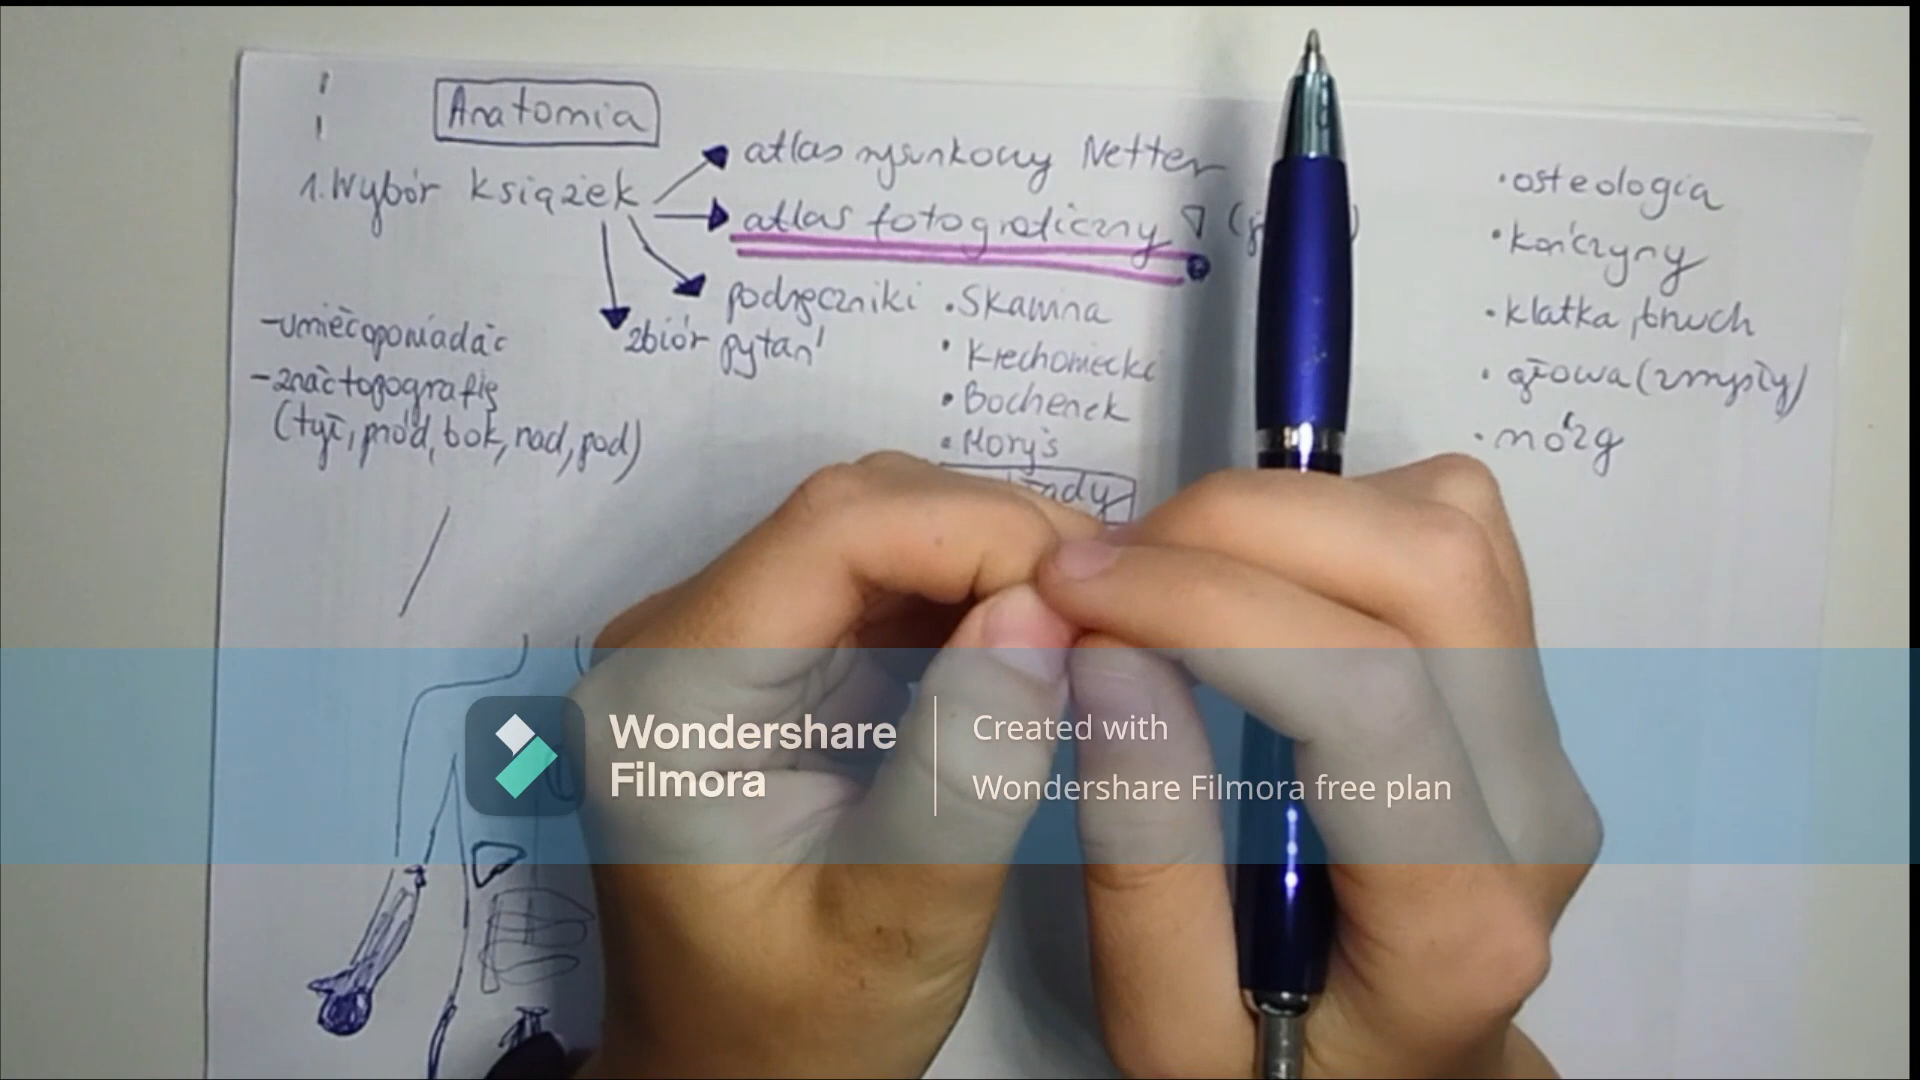 Anatomia
1. Wybór książek
atlas rysunkowy Netter
atlas fotograficzny
podręczniki
zbiór pytań
• Skawina
• Krechowiecki
• Bochenek
• Moryś
- umieć opowiadać
- znać topografię
(tył, przód, bok, nad, pod)
• osteologia
• kończyny
• klatka, brzuch
• głowa (zmysły)
• mózg
Wondershare
Filmora
Created with
Wondershare Filmora free plan